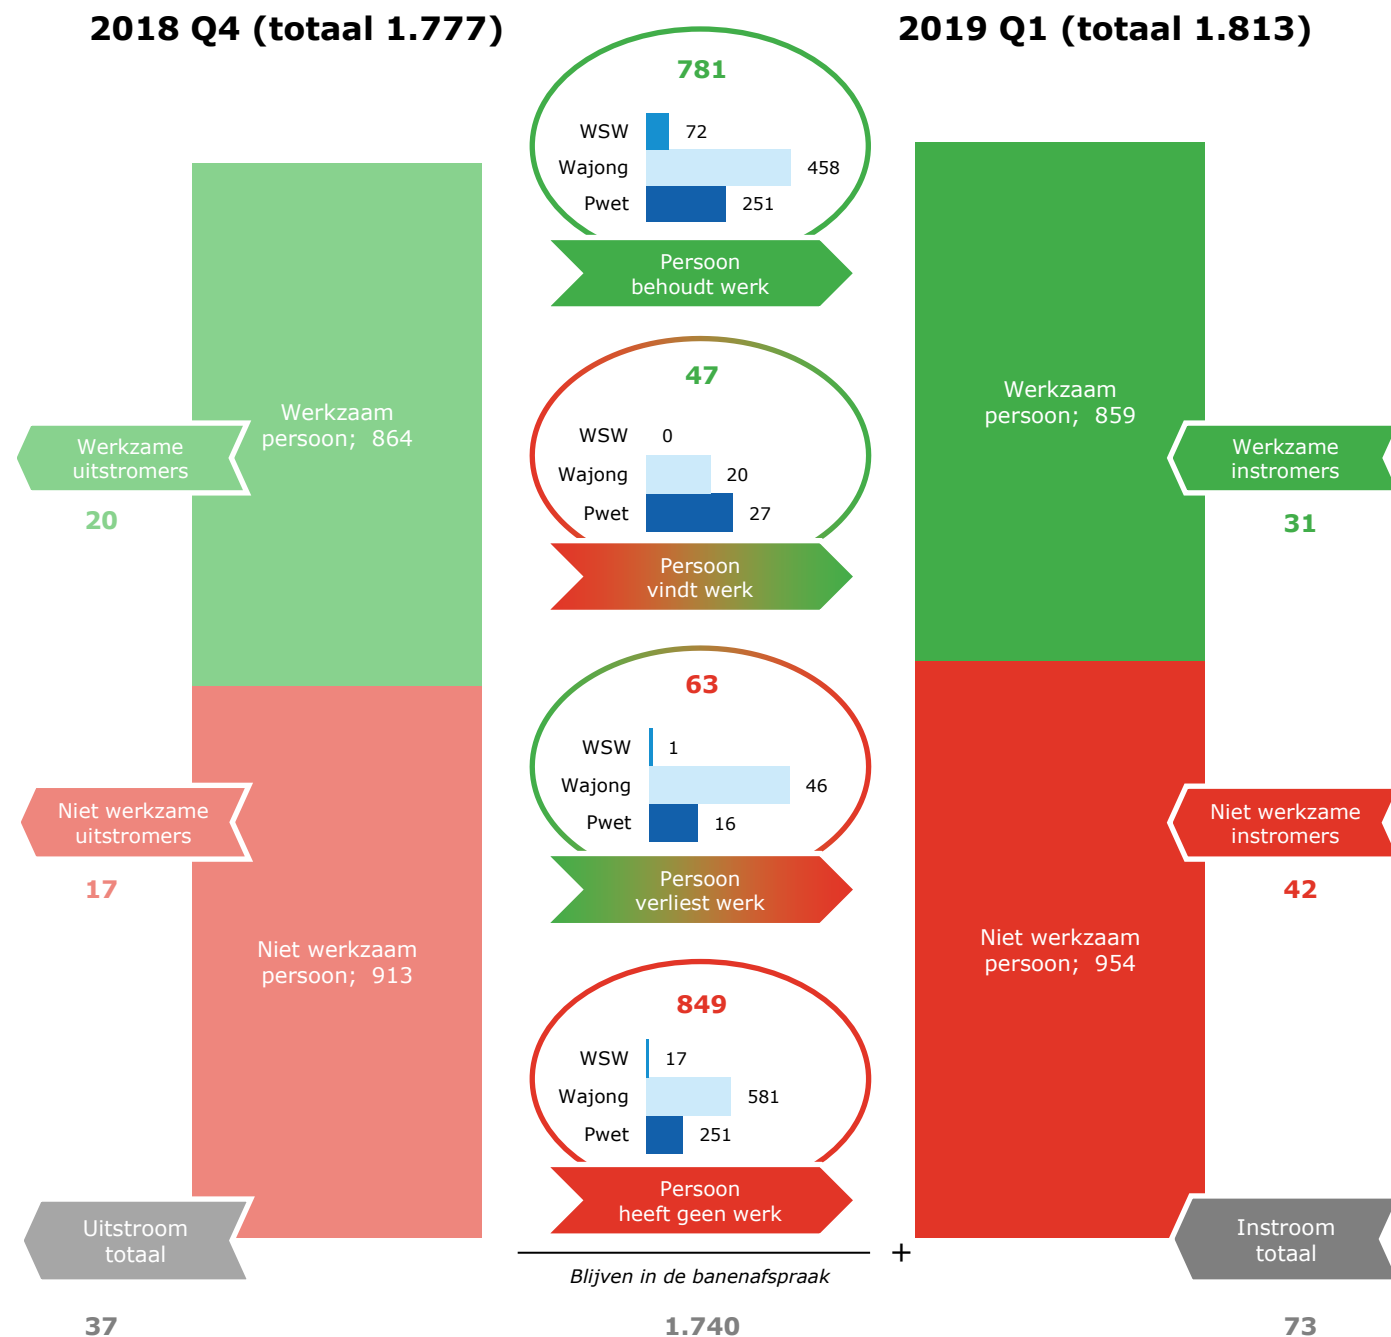 2018 Q4 (totaal 1.777)
2019 Q1 (totaal 1.813)
781
WSW 72
Wajong 458
Pwet 251
Persoon
behoudt werk
47
WSW 0
Wajong 20
Pwet 27
Persoon
vindt werk
63
WSW 1
Wajong 46
Pwet 16
Persoon
verliest werk
849
WSW 17
Wajong 581
Pwet 251
Persoon
heeft geen werk
Blijven in de banenafspraak
+
1.740
Werkzaam
persoon; 864
Werkzame
uitstromers
20
Niet werkzaam
persoon; 913
Niet werkzame
uitstromers
17
Uitstroom
totaal
37
Werkzaam
persoon; 859
Werkzame
instromers
31
Niet werkzaam
persoon; 954
Niet werkzame
instromers
42
Instroom
totaal
73